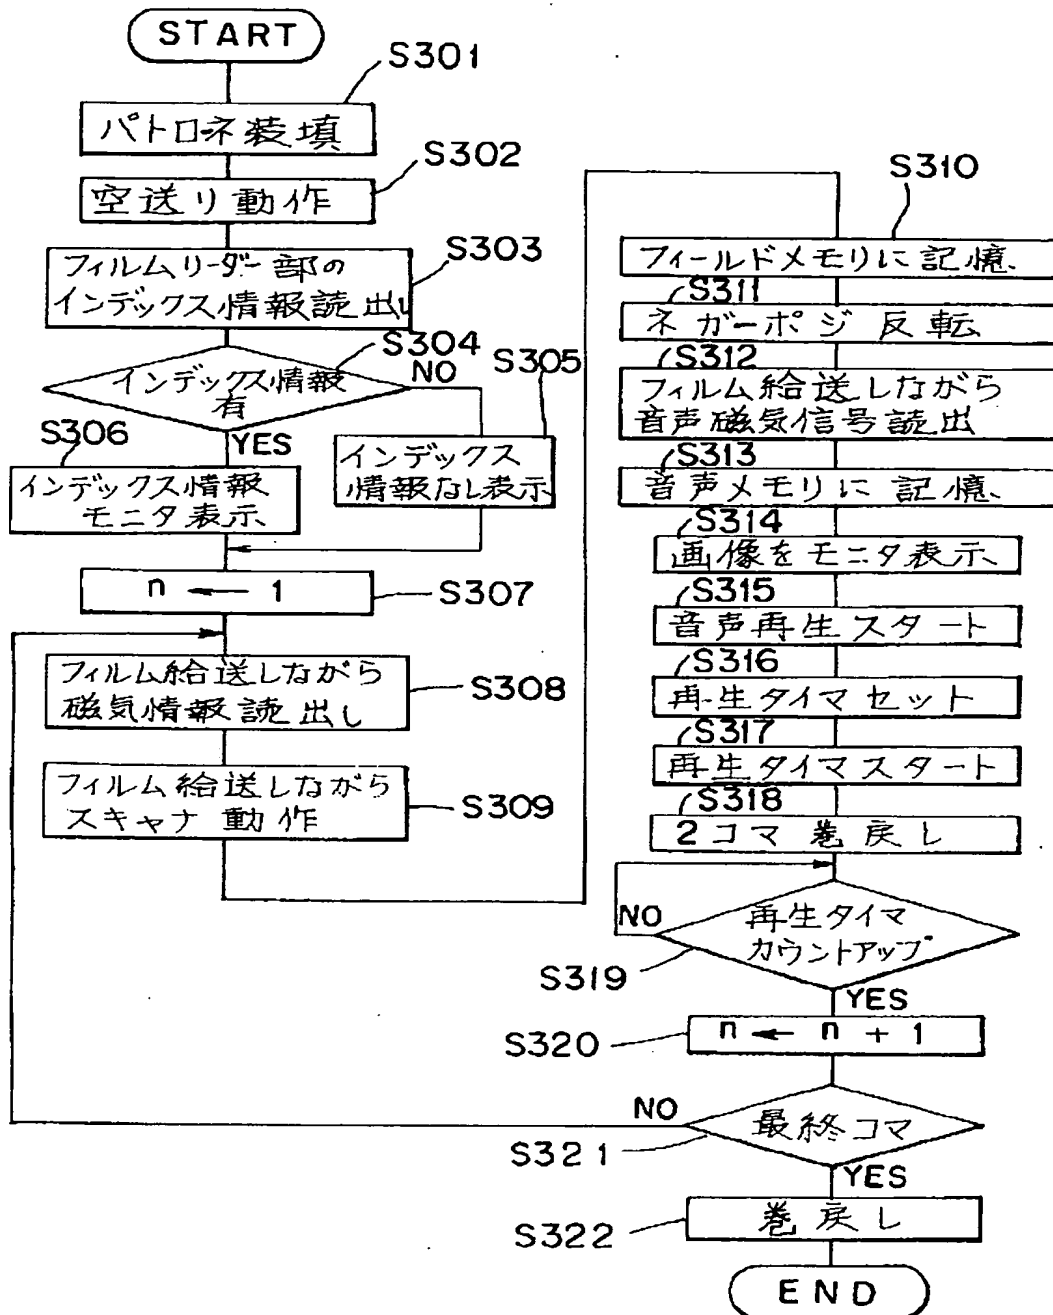 START
S301
パトロネ装填
S302
空送り動作
S303
フィルムリーダー部の
インデックス情報読出し
S304
インデックス情報
有
NO
YES
S305
インデックス
情報なし表示
S306
インデックス情報
モニタ表示
n ← 1
S307
フィルム給送しながら
磁気情報読出し
S308
フィルム給送しながら
スキャナ動作
S309
S310
フィールドメモリに記憶
S311
ネガーポジ反転
S312
フィルム給送しながら
音声磁気信号読出
S313
音声メモリに記憶
S314
画像をモニタ表示
S315
音声再生スタート
S316
再生タイマセット
S317
再生タイマスタート
S318
2コマ巻戻し
再生タイマ
カウントアップ
NO
S319
YES
n ← n + 1
S320
最終コマ
NO
S321
YES
巻戻し
S322
END